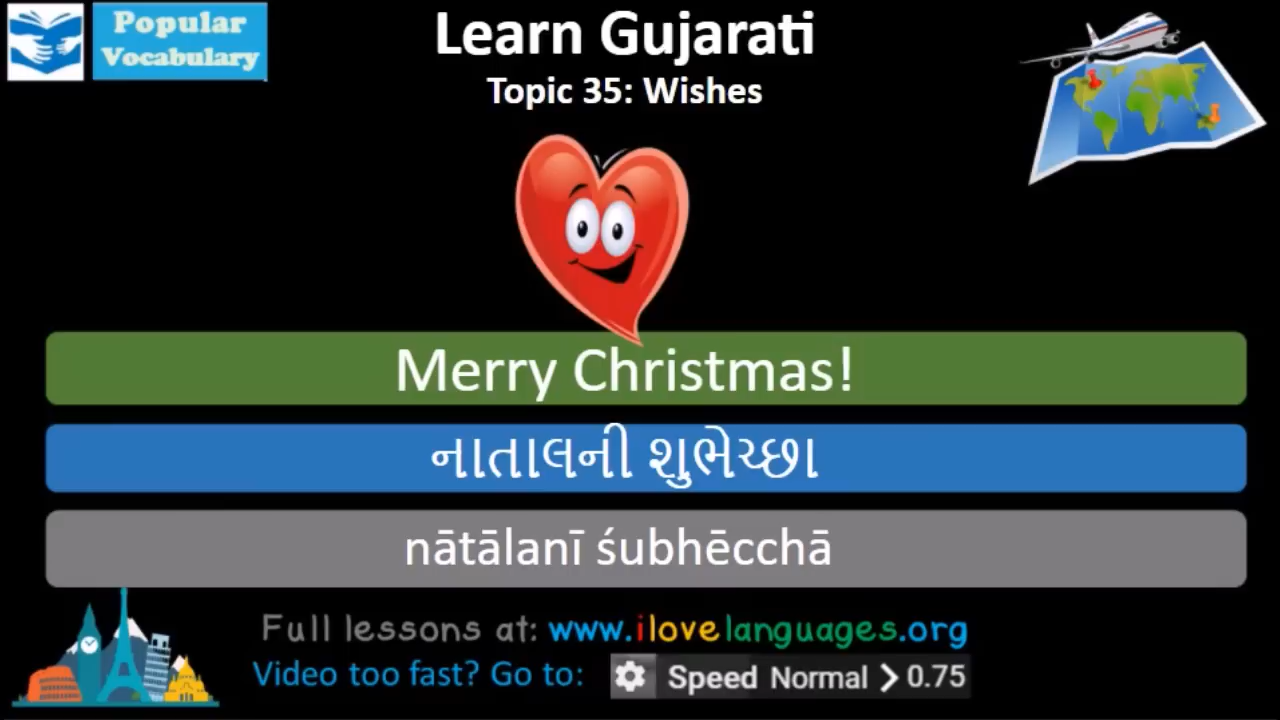 Popular
Vocabulary
Learn Gujarati
Topic 35: Wishes
Merry Christmas!
નાતાલની શુભેચ્છા
nātālanī śubhēcchā
Full lessons at: www.ilovelanguages.org
Video too fast? Go to: Speed Normal > 0.75